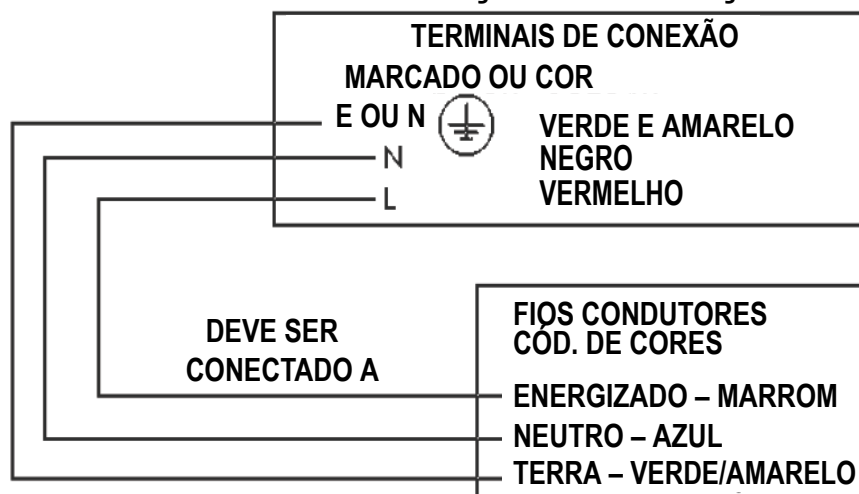 TERMINAIS DE CONEXÃO
MARCADO OU COR
E OU N VERDE E AMARELO
N NEGRO
L VERMELHO
DEVE SER
CONECTADO A
FIOS CONDUTORES
CÓD. DE CORES
ENERGIZADO – MARROM
NEUTRO – AZUL
TERRA – VERDE/AMARELO